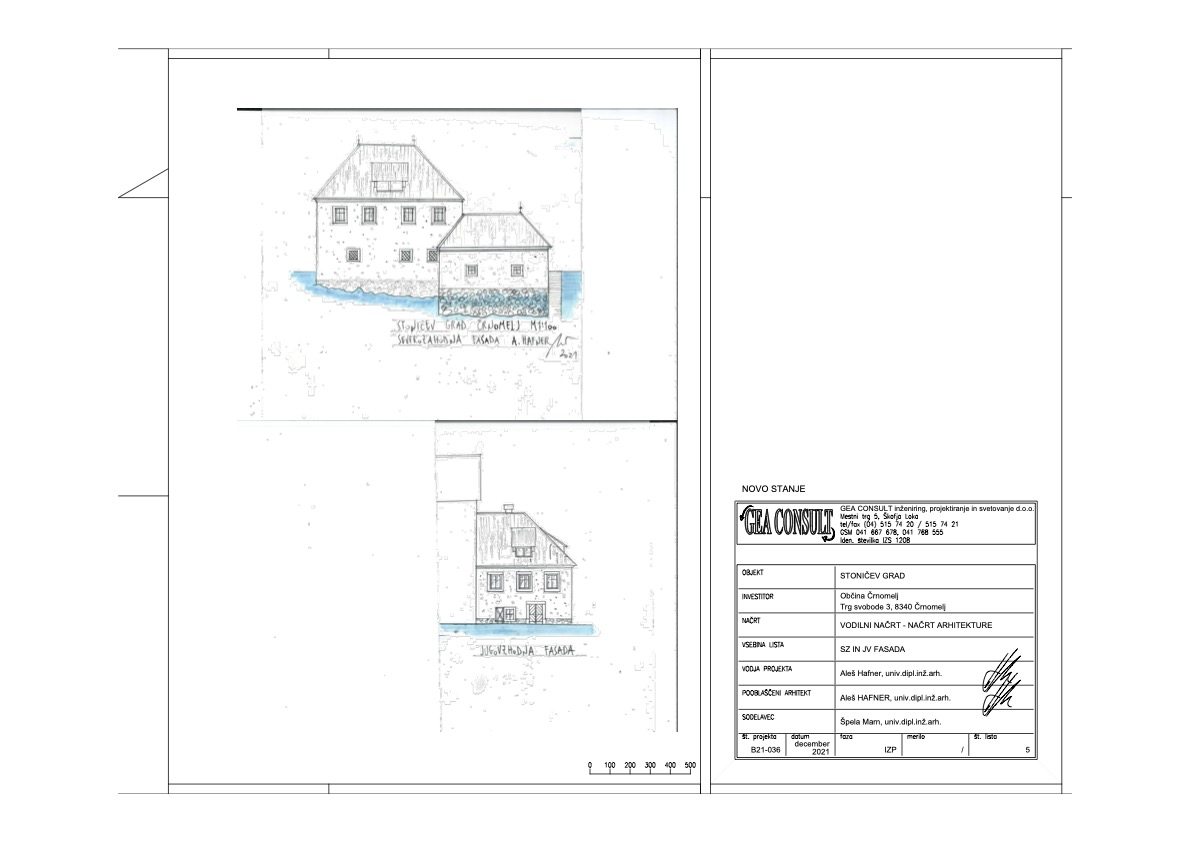 STONIČEV GRAD ČRNOMELJ M1:100
SEVEROZAHODNA FASADA A. HAFNER
2021
JUGOVZHODNA FASADA
0 100 200 300 400 500
NOVO STANJE
GEA CONSULT
GEA CONSULT inženiring, projektiranje in svetovanje d.o.o.
Mestni trg 5, Škofja Loka
tel/fax (04) 515 74 20 / 515 74 21
GSM 041 667 678, 041 768 555
Iden. številka IZS 1208
OBJEKT STONIČEV GRAD
INVESTITOR Občina Črnomelj
Trg svobode 3, 8340 Črnomelj
NAČRT VODILNI NAČRT - NAČRT ARHITEKTURE
VSEBINA LISTA SZ IN JV FASADA
VODJA PROJEKTA Aleš Hafner, univ.dipl.inž.arh.
POOBLAŠČENI ARHITEKT Aleš HAFNER, univ.dipl.inž.arh.
SODELAVEC Špela Marn, univ.dipl.inž.arh.
št. projekta datum faza merilo št. lista
B21-036 december 2021 IZP / 5